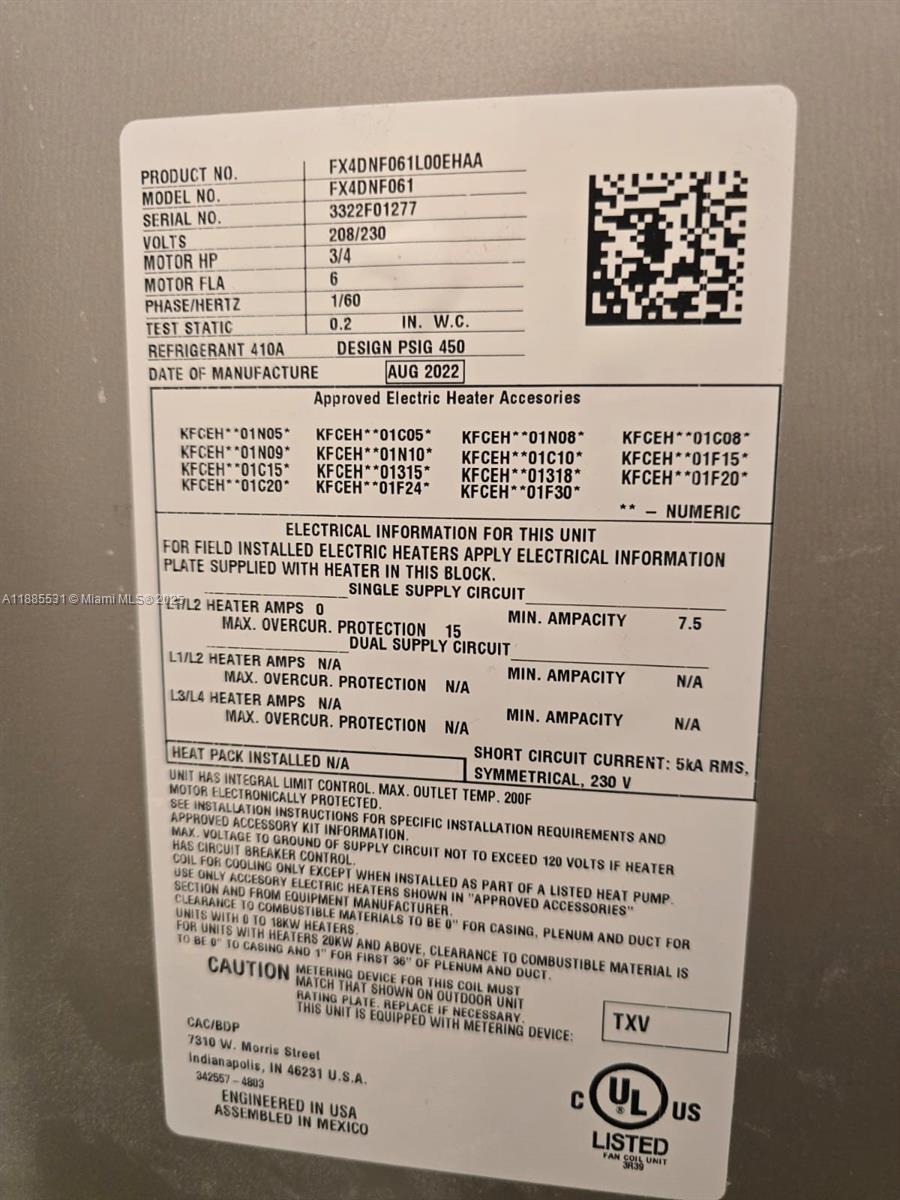 PRODUCT NO. FX4DNF061L00EHAA
MODEL NO. FX4DNF061
SERIAL NO. 3322F01277
VOLTS 208/230
MOTOR HP 3/4
MOTOR FLA 6
PHASE/HERTZ 1/60
TEST STATIC 0.2 IN. W.C.
REFRIGERANT 410A DESIGN PSIG 450
DATE OF MANUFACTURE AUG 2022
Approved Electric Heater Accesories
KFCEH**01N05* KFCEH**01C05* KFCEH**01N08* KFCEH**01C08*
KFCEH**01N09* KFCEH**01N10* KFCEH**01C10* KFCEH**01F15*
KFCEH**01C15* KFCEH**01315* KFCEH**01318* KFCEH**01F20*
KFCEH**01C20* KFCEH**01F24* KFCEH**01F30*
** – NUMERIC
ELECTRICAL INFORMATION FOR THIS UNIT
FOR FIELD INSTALLED ELECTRIC HEATERS APPLY ELECTRICAL INFORMATION
PLATE SUPPLIED WITH HEATER IN THIS BLOCK.
SINGLE SUPPLY CIRCUIT
A11885531 © Miami MLS © 2025
L1/L2 HEATER AMPS 0 MIN. AMPACITY 7.5
MAX. OVERCUR. PROTECTION 15
DUAL SUPPLY CIRCUIT
L1/L2 HEATER AMPS N/A MIN. AMPACITY N/A
MAX. OVERCUR. PROTECTION N/A
L3/L4 HEATER AMPS N/A MIN. AMPACITY N/A
MAX. OVERCUR. PROTECTION N/A
HEAT PACK INSTALLED N/A
SHORT CIRCUIT CURRENT: 5kA RMS,
SYMMETRICAL, 230 V
UNIT HAS INTEGRAL LIMIT CONTROL. MAX. OUTLET TEMP. 200F
MOTOR ELECTRONICALLY PROTECTED.
SEE INSTALLATION INSTRUCTIONS FOR SPECIFIC INSTALLATION REQUIREMENTS AND
APPROVED ACCESSORY KIT INFORMATION.
MAX. VOLTAGE TO GROUND OF SUPPLY CIRCUIT NOT TO EXCEED 120 VOLTS IF HEATER
HAS CIRCUIT BREAKER CONTROL.
COIL FOR COOLING ONLY EXCEPT WHEN INSTALLED AS PART OF A LISTED HEAT PUMP.
USE ONLY ACCESORY ELECTRIC HEATERS SHOWN IN "APPROVED ACCESSORIES"
SECTION AND FROM EQUIPMENT MANUFACTURER.
CLEARANCE TO COMBUSTIBLE MATERIALS TO BE 0" FOR CASING, PLENUM AND DUCT FOR
UNITS WITH 0 TO 18KW HEATERS.
FOR UNITS WITH HEATERS 20KW AND ABOVE, CLEARANCE TO COMBUSTIBLE MATERIAL IS
TO BE 0" TO CASING AND 1" FOR FIRST 36" OF PLENUM AND DUCT.
CAUTION METERING DEVICE FOR THIS COIL MUST
MATCH THAT SHOWN ON OUTDOOR UNIT
RATING PLATE. REPLACE IF NECESSARY.
THIS UNIT IS EQUIPPED WITH METERING DEVICE:
TXV
CAC/BDP
7310 W. Morris Street
Indianapolis, IN 46231 U.S.A.
342557-4803
ENGINEERED IN USA
ASSEMBLED IN MEXICO
C UL ® US
LISTED
FAN COIL UNIT
3R39